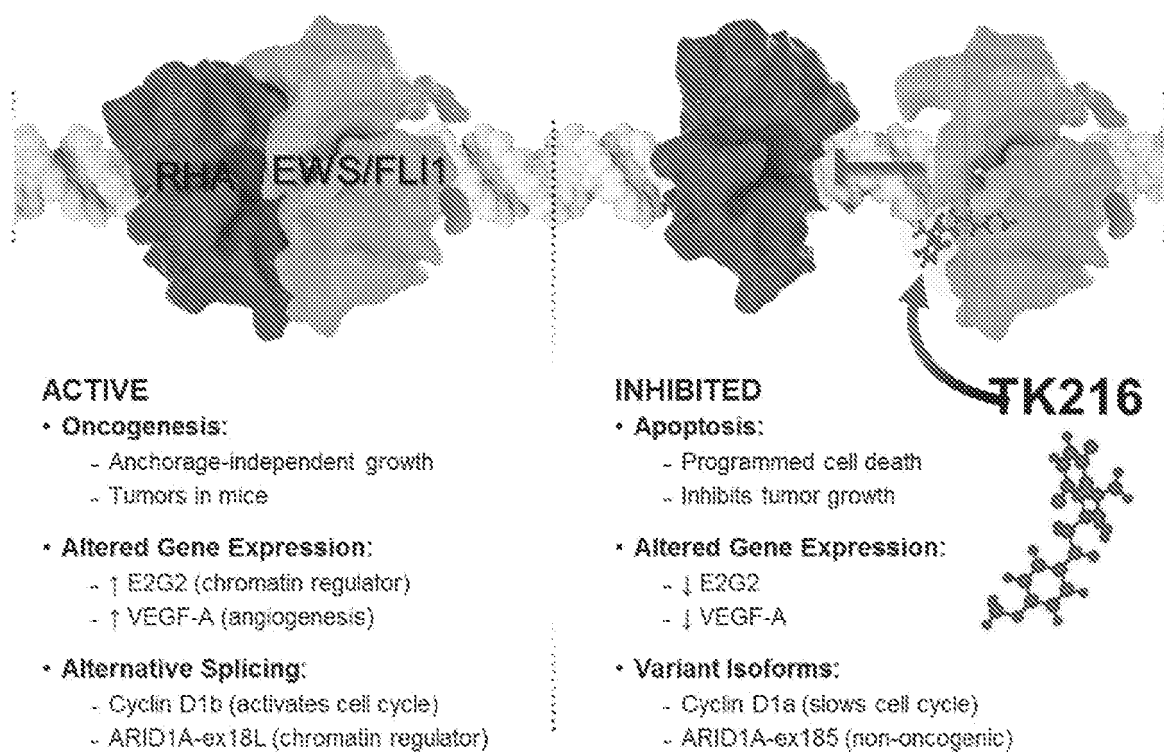 RHA EWS/FLI1
ACTIVE
• Oncogenesis:
- Anchorage-independent growth
- Tumors in mice
• Altered Gene Expression:
- ↑ E2G2 (chromatin regulator)
- ↑ VEGF-A (angiogenesis)
• Alternative Splicing:
- Cyclin D1b (activates cell cycle)
- ARID1A-ex18L (chromatin regulator)
TK216
INHIBITED
• Apoptosis:
- Programmed cell death
- Inhibits tumor growth
• Altered Gene Expression:
- ↓ E2G2
- ↓ VEGF-A
• Variant Isoforms:
- Cyclin D1a (slows cell cycle)
- ARID1A-ex185 (non-oncogenic)